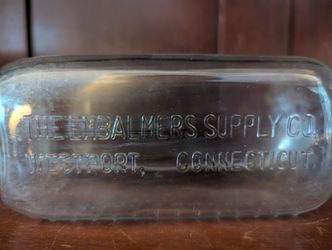 THE EMBALMERS SUPPLY CO.
WESTPORT, CONNECTICUT